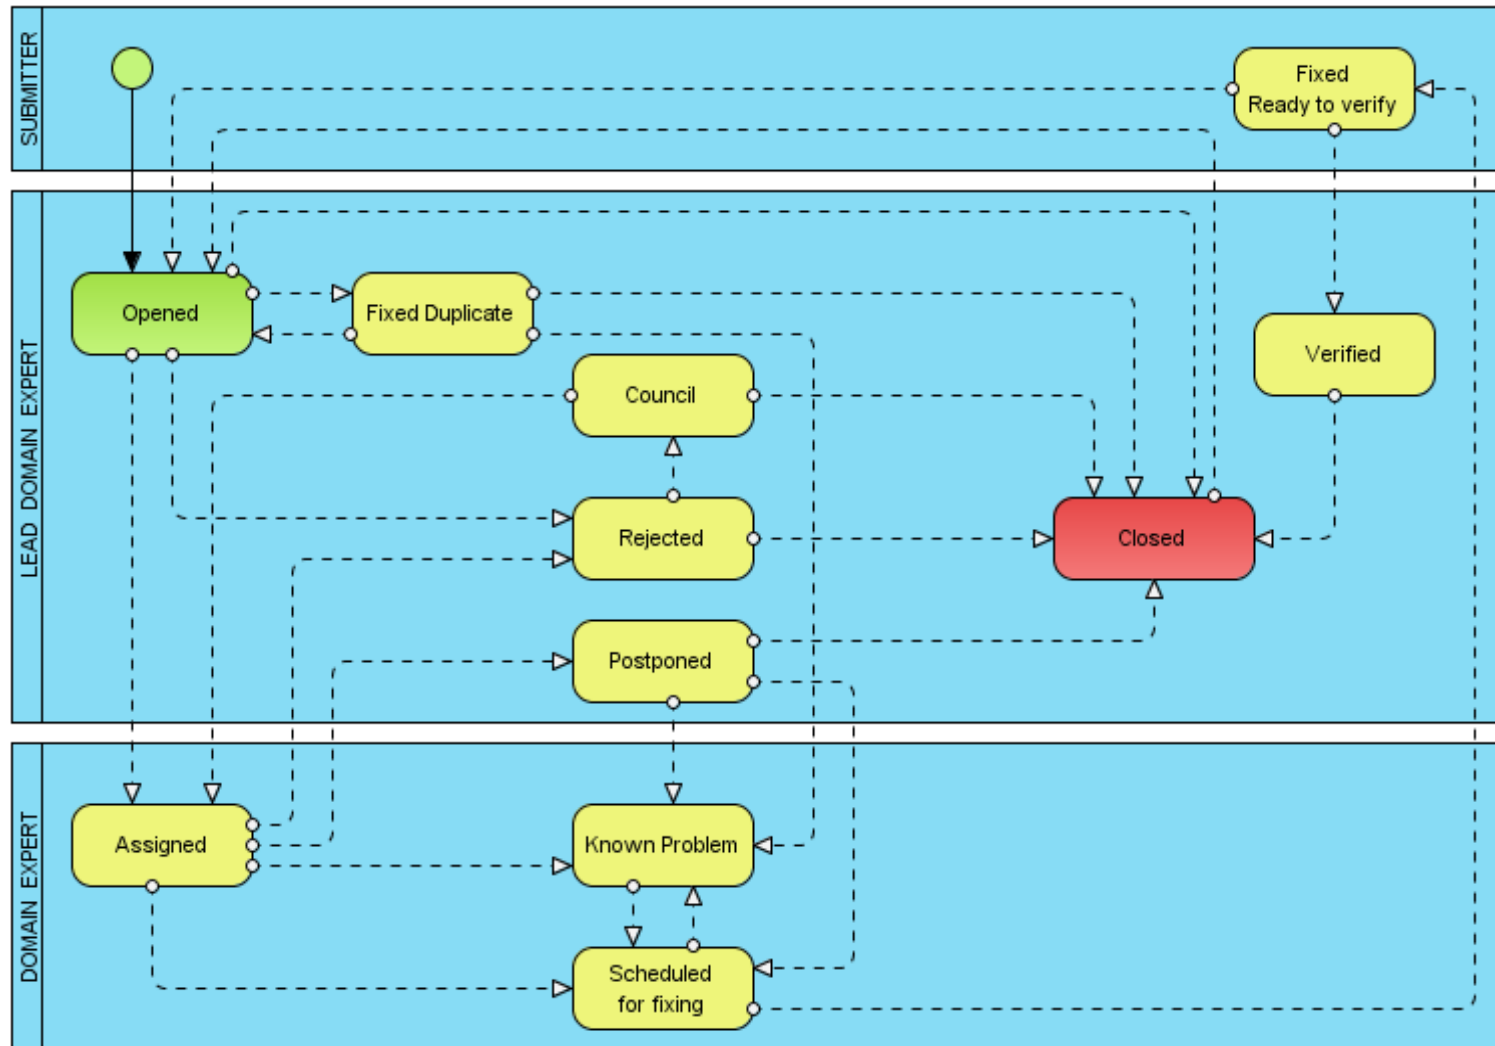 SUBMITTER
Fixed
Ready to verify
LEAD DOMAIN EXPERT
Opened
Fixed Duplicate
Verified
Council
Rejected
Closed
Postponed
DOMAIN EXPERT
Assigned
Known Problem
Scheduled
for fixing